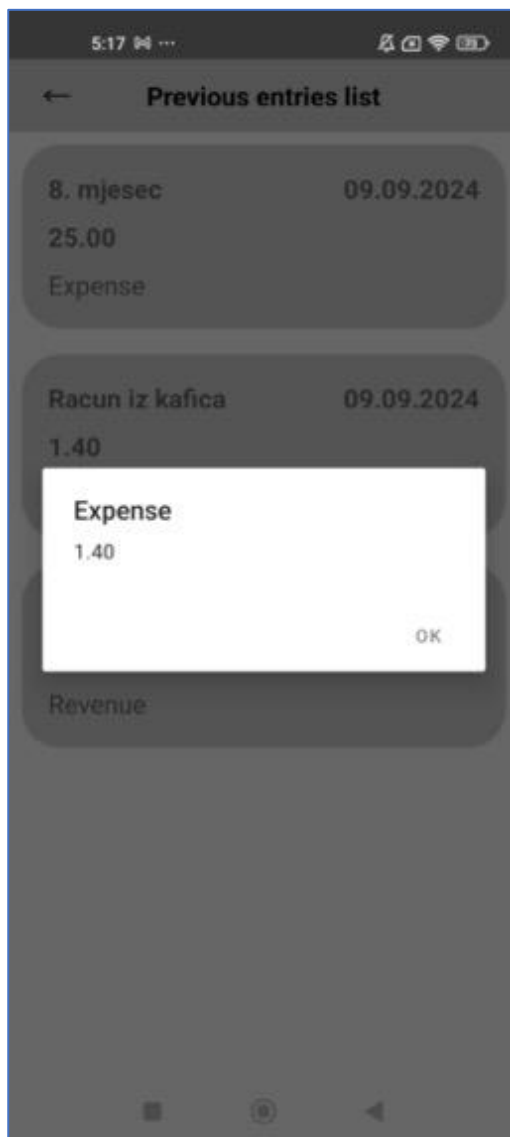 5:17
Previous entries list
8. mjesec 09.09.2024
25.00
Expense
Racun iz kafica 09.09.2024
1.40
Expense
1.40
OK
Revenue